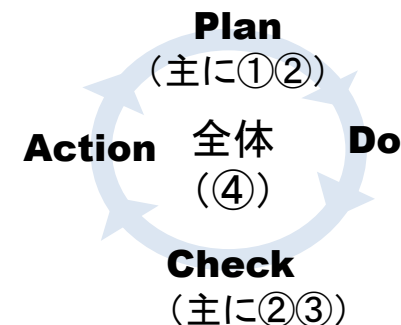 Plan
（主に①②）
Action
全体
（④）
Do
Check
（主に②③）